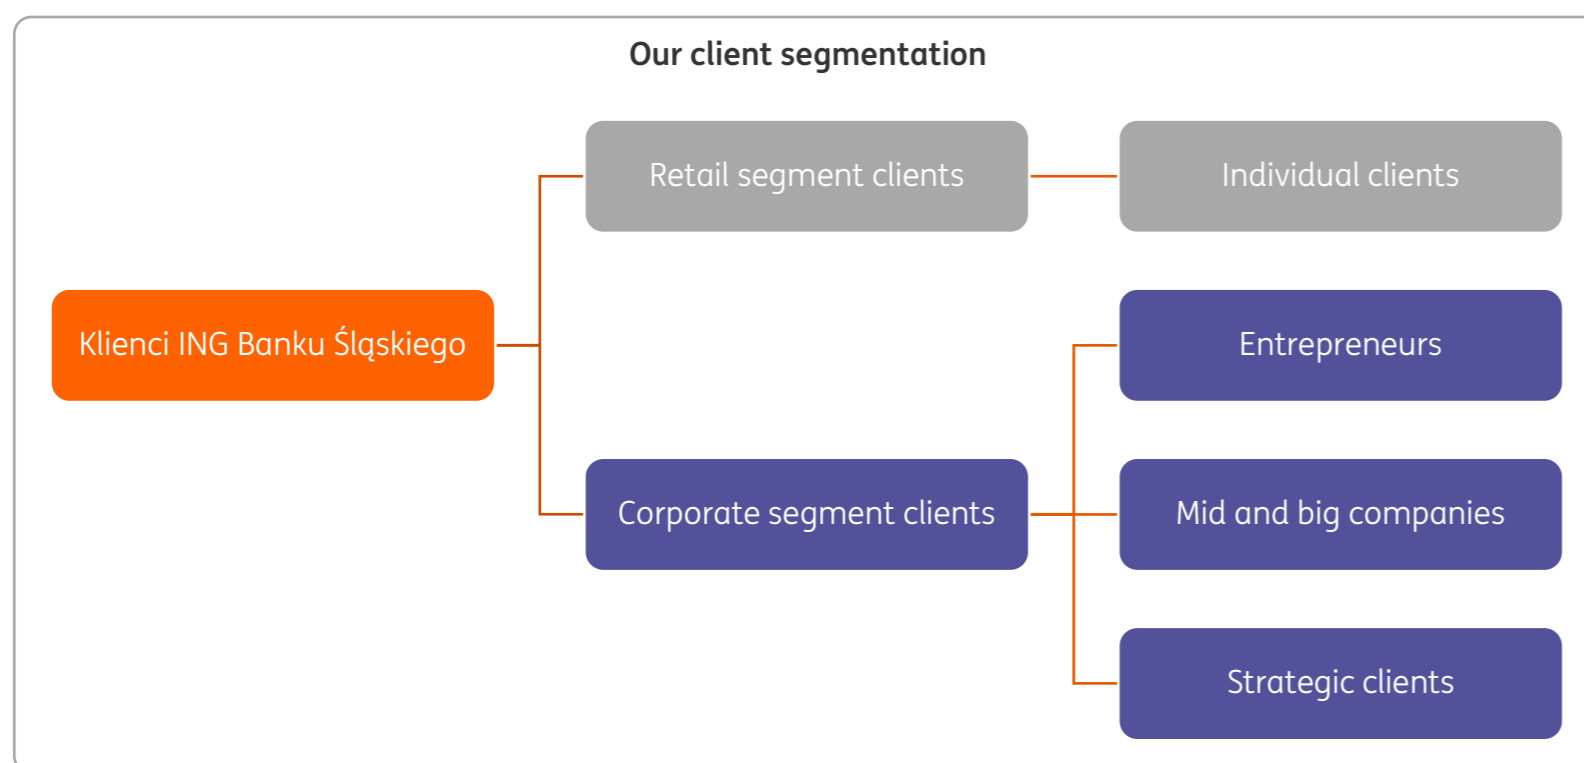 Our client segmentation
Retail segment clients
Individual clients
Klienci ING Banku Śląskiego
Entrepreneurs
Corporate segment clients
Mid and big companies
Strategic clients